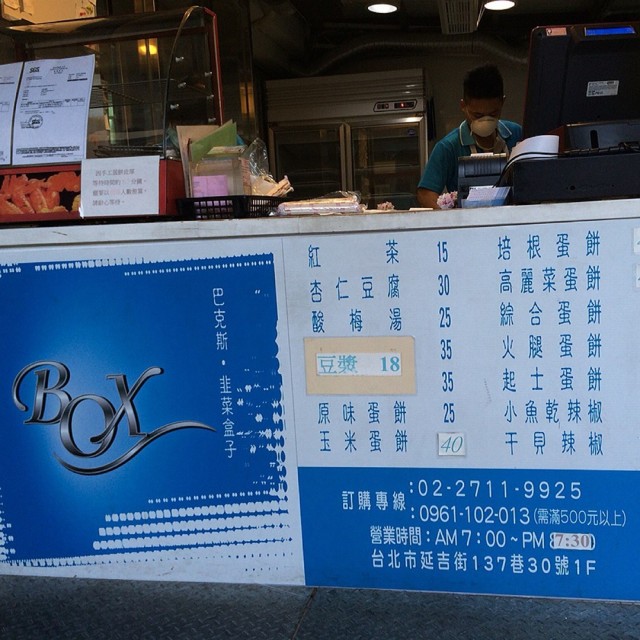 巴克斯・韭菜盒子
BOX
紅茶 15
杏仁豆腐 30
酸梅湯 25
35
豆漿 18
35
原味蛋餅 25
玉米蛋餅 40
培根蛋餅
高麗菜蛋餅
綜合蛋餅
火腿蛋餅
起士蛋餅
小魚乾辣椒
干貝辣椒
訂購專線:02-2711-9925
:0961-102-013(需滿500元以上)
營業時間:AM 7:00~PM 7:30
台北市延吉街137巷30號1F